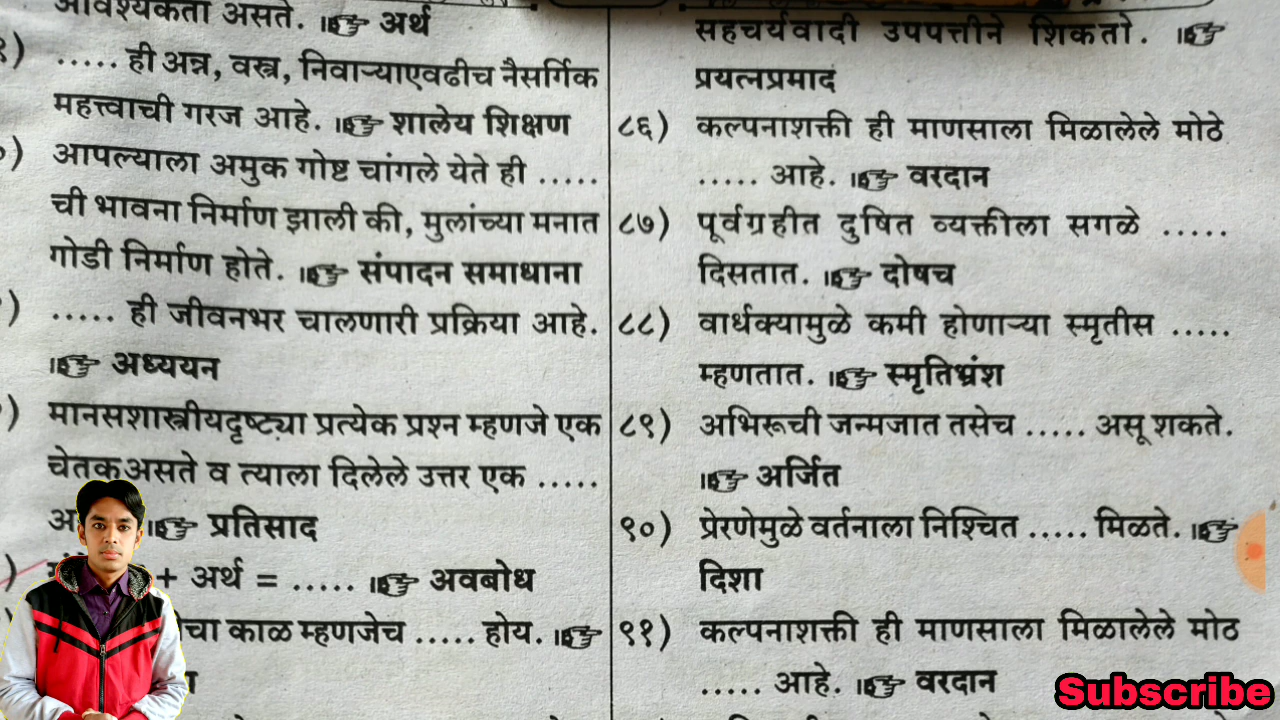 आवश्यकता असते. अर्थ
..... ही अन्न, वस्त्र, निवाऱ्याएवढीच नैसर्गिक
महत्त्वाची गरज आहे. शालेय शिक्षण
आपल्याला अमुक गोष्ट चांगले येते ही .....
ची भावना निर्माण झाली की, मुलांच्या मनात
गोडी निर्माण होते. संपादन समाधाना
..... ही जीवनभर चालणारी प्रक्रिया आहे.
अध्ययन
मानसशास्त्रीयदृष्ट्या प्रत्येक प्रश्न म्हणजे एक
चेतक असते व त्याला दिलेले उत्तर एक .....
प्रतिसाद
+ अर्थ = ..... अवबोध
काळ म्हणजेच ..... होय.
सहचर्यवादी उपपत्तीने शिकतो.
प्रयत्नप्रमाद
८६) कल्पनाशक्ती ही माणसाला मिळालेले मोठे
..... आहे. वरदान
८७) पूर्वग्रहीत दुषित व्यक्तीला सगळे .....
दिसतात. दोषच
८८) वार्धक्यामुळे कमी होणाऱ्या स्मृतीस .....
म्हणतात. स्मृतिभ्रंश
८९) अभिरूची जन्मजात तसेच ..... असू शकते.
अर्जित
९०) प्रेरणेमुळे वर्तनाला निश्चित ..... मिळते.
दिशा
९१) कल्पनाशक्ती ही माणसाला मिळालेले मोठ
..... आहे. वरदान
Subscribe